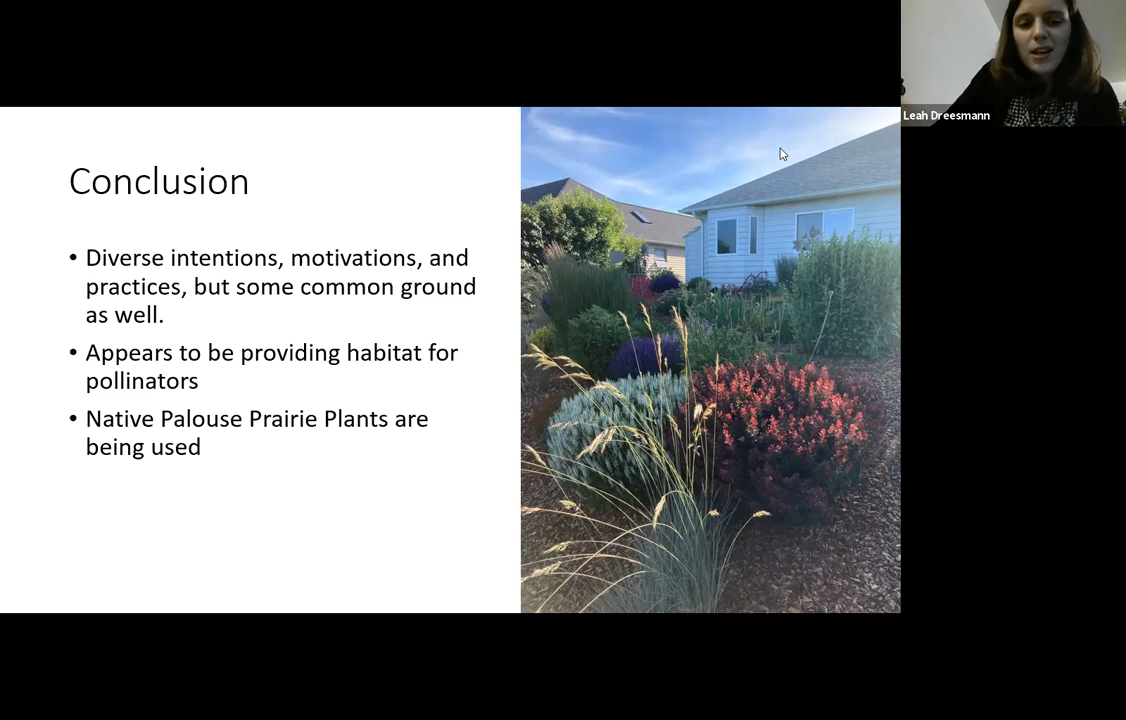 Leah Dreesmann
Conclusion
• Diverse intentions, motivations, and
practices, but some common ground
as well.
• Appears to be providing habitat for
pollinators
• Native Palouse Prairie Plants are
being used